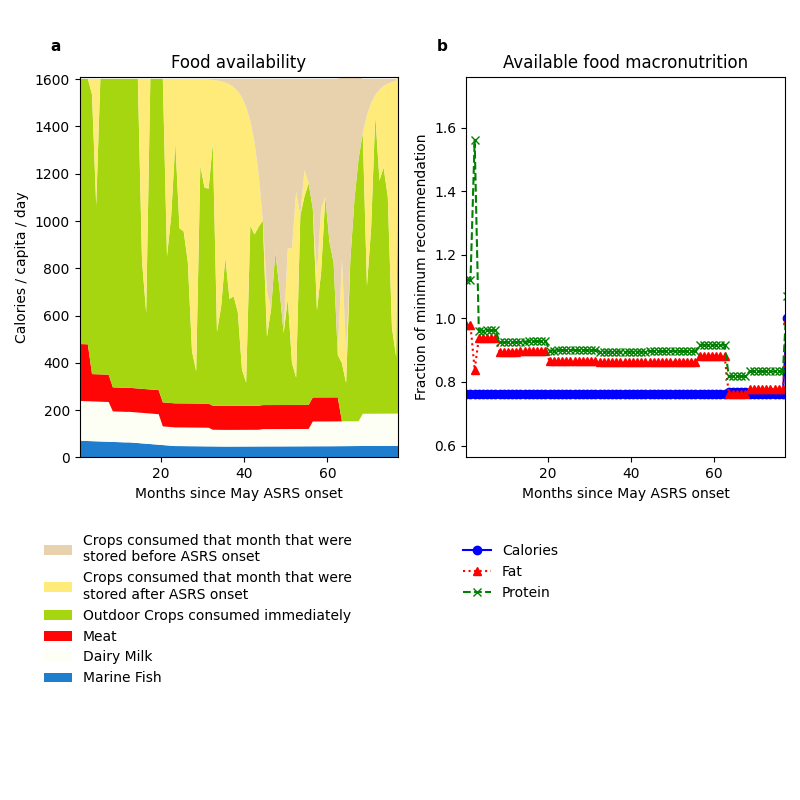 a
Food availability
1600
1400
1200
1000
800
600
400
200
0
Calories / capita / day
20
40
60
Months since May ASRS onset
Crops consumed that month that were
stored before ASRS onset
Crops consumed that month that were
stored after ASRS onset
Outdoor Crops consumed immediately
Meat
Dairy Milk
Marine Fish
b
Available food macronutrition
1.6
1.4
1.2
1.0
0.8
0.6
Fraction of minimum recommendation
20
40
60
Months since May ASRS onset
Calories
Fat
Protein